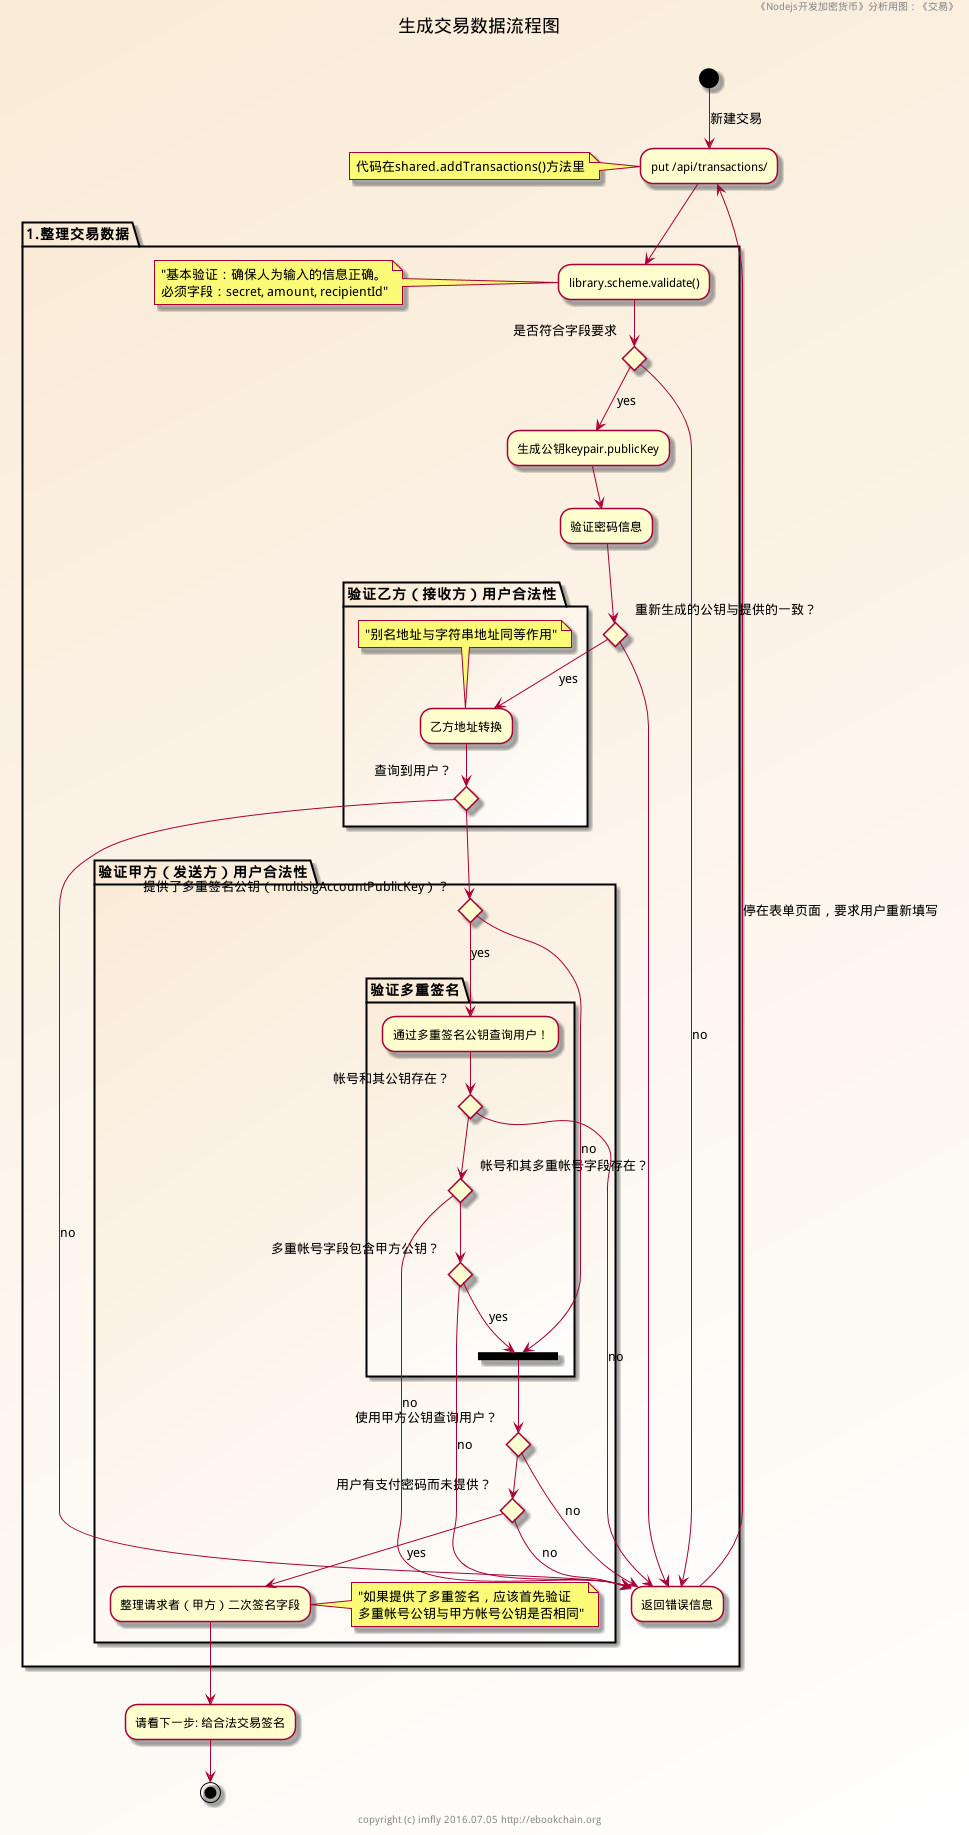 《Nodejs开发加密货币》分析用图：《交易》
生成交易数据流程图
新建交易
代码在shared.addTransactions()方法里
put /api/transactions/
1.整理交易数据
"基本验证：确保人为输入的信息正确。
必须字段：secret, amount, recipientId"
library.scheme.validate()
是否符合字段要求
yes
生成公钥keypair.publicKey
验证密码信息
验证乙方（接收方）用户合法性
重新生成的公钥与提供的一致？
"别名地址与字符串地址同等作用"
yes
乙方地址转换
查询到用户？
验证甲方（发送方）用户合法性
提供了多重签名公钥（multisigAccountPublicKey）？
停在表单页面，要求用户重新填写
yes
验证多重签名
通过多重签名公钥查询用户！
no
帐号和其公钥存在？
no
帐号和其多重帐号字段存在？
no
多重帐号字段包含甲方公钥？
yes
no
no
使用甲方公钥查询用户？
no
用户有支付密码而未提供？
no
yes
no
整理请求者（甲方）二次签名字段
"如果提供了多重签名，应该首先验证
多重帐号公钥与甲方帐号公钥是否相同"
返回错误信息
请看下一步: 给合法交易签名
copyright (c) imfly 2016.07.05 http://ebookchain.org